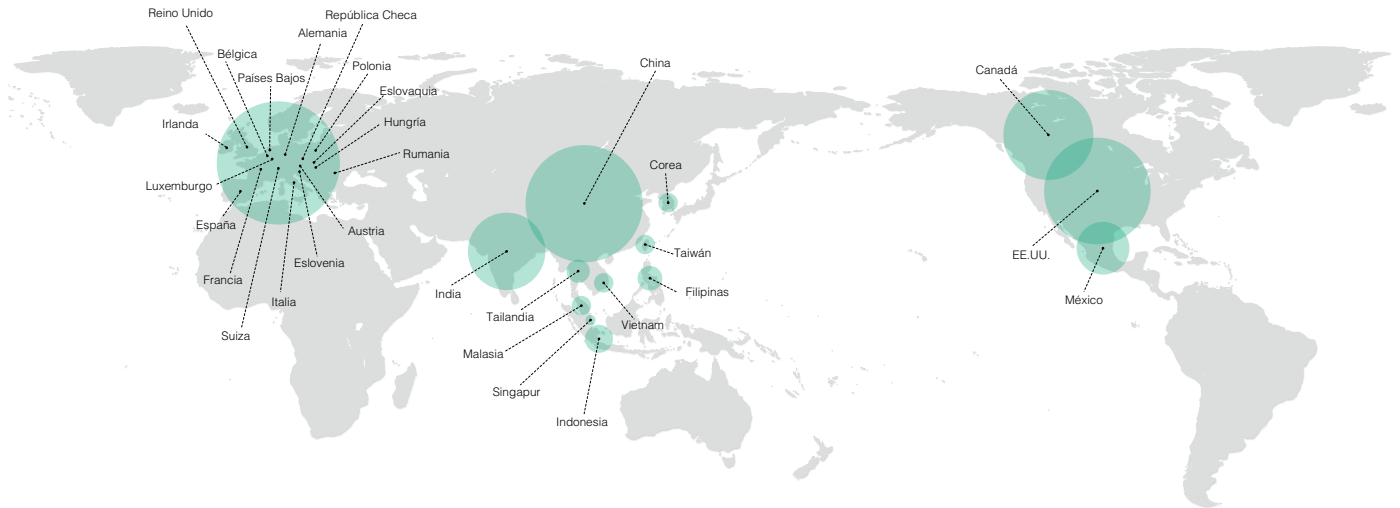 Reino Unido
República Checa
Alemania
Bélgica
Países Bajos
Polonia
Eslovaquia
Irlanda
Hungría
Rumania
Luxemburgo
España
Austria
Eslovenia
Francia
Italia
Suiza
China
Corea
Taiwán
India
Filipinas
Tailandia
Vietnam
Malasia
Singapur
Indonesia
Canadá
EE.UU.
México